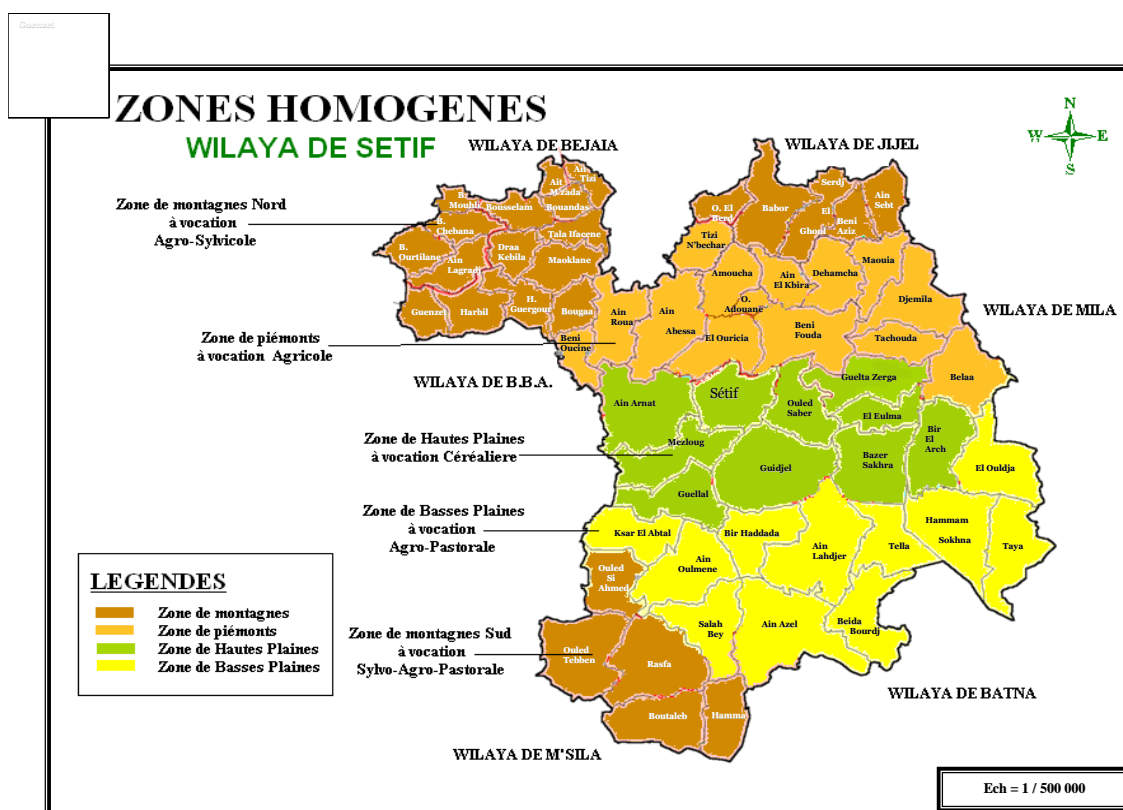 Guenzet
ZONES HOMOGENES
WILAYA DE SETIF
WILAYA DE BEJAIA
WILAYA DE JIJEL
N
W E
S
Zone de montagnes Nord
à vocation
Agro-Sylvicole
Ait
Tizi
Ait
M'zada
Mouhli
Bousselam
Bouandas
B.
Chebana
Tala Ifacene
B.
Ourtilane
Ain
Lagradj
Draa
Kebila
Maoklane
Guenze
Harbil
H.
Guergour
Bougaa
Beni
Oucine
O. El
Berd
Babor
Serdj
El
Ghoul
Beni
Aziz
Ain
Sebt
Tizi
N'bechar
Amoucha
Ain
El Kbira
Dehamcha
Maouia
Djemila
WILAYA DE MILA
Ain
Roua
Ain
Abessa
O.
Adouane
El Ouricia
Beni
Fouda
Tachouda
Belaa
Zone de piémonts
à vocation Agricole
WILAYA DE B.B.A.
Ain Arnat
Sétif
Ouled
Saber
Guelta Zerga
El Eulma
Bir
El
Arch
Mezloug
Guidjel
Bazer
Sakhra
El Ouldja
Guellal
Zone de Hautes Plaines
à vocation Céréaliere
Zone de Basses Plaines
à vocation
Agro-Pastorale
Ksar El Abtal
Bir Haddada
Hammam
Sokhna
Taya
Tella
Ain
Lahdjer
Ain
Oulmene
Ouled
Si
Ahmed
Salah
Bey
Ain Azel
Beida
Bourdj
LEGENDES
Zone de montagnes
Zone de piémonts
Zone de Hautes Plaines
Zone de Basses Plaines
Zone de montagnes Sud
à vocation
Sylvo-Agro-Pastorale
Ouled
Tebben
Rasfa
Boutaleb
Hamma
WILAYA DE BATNA
WILAYA DE M'SILA
Ech = 1 / 500 000